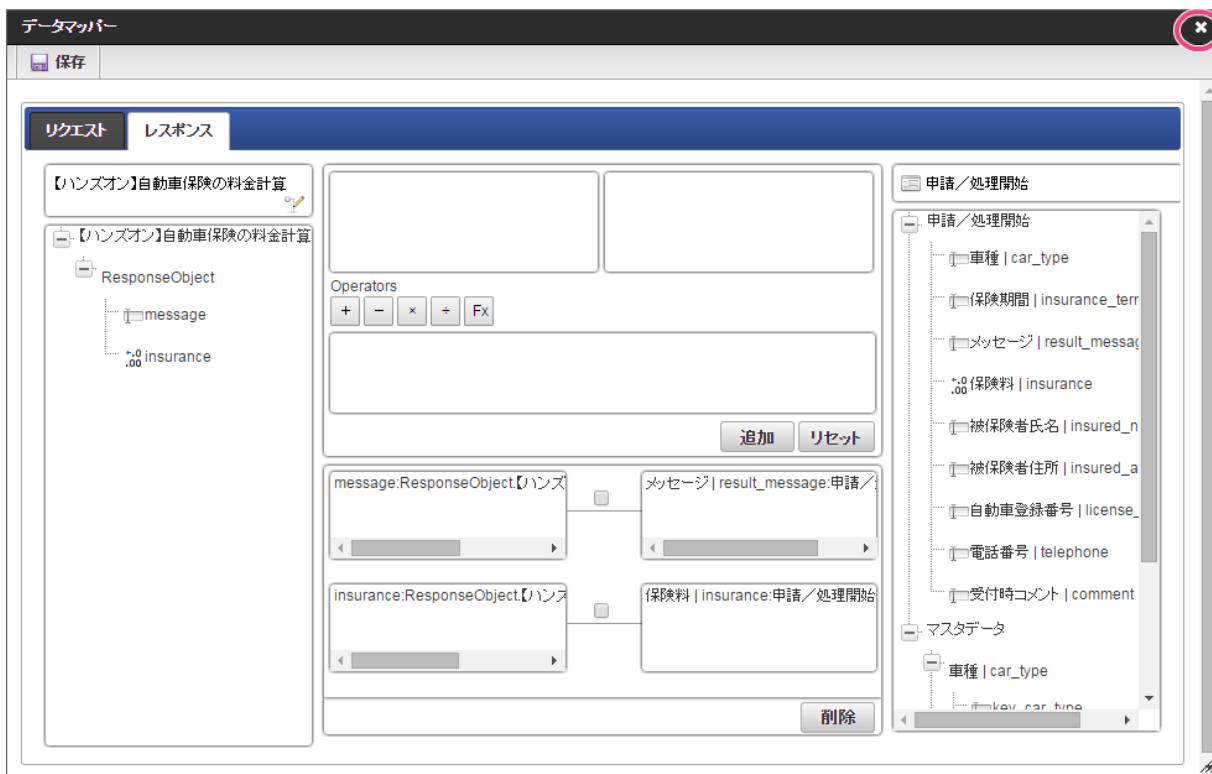 データマッパー
保存
リクエスト レスポンス
【ハンズオン】自動車保険の料金計算
【ハンズオン】自動車保険の料金計算
ResponseObject
message
insurance
Operators
+ − × ÷ Fx
追加 リセット
message:ResponseObject.【ハンズ
メッセージ | result_message:申請／
insurance:ResponseObject.【ハンス
保険料 | insurance:申請／処理開始
削除
申請／処理開始
申請／処理開始
車種 | car_type
保険期間 | insurance_terr
メッセージ | result_messag
保険料 | insurance
被保険者氏名 | insured_n
被保険者住所 | insured_a
自動車登録番号 | license_
電話番号 | telephone
受付時コメント | comment
マスタデータ
車種 | car_type
key_car_type